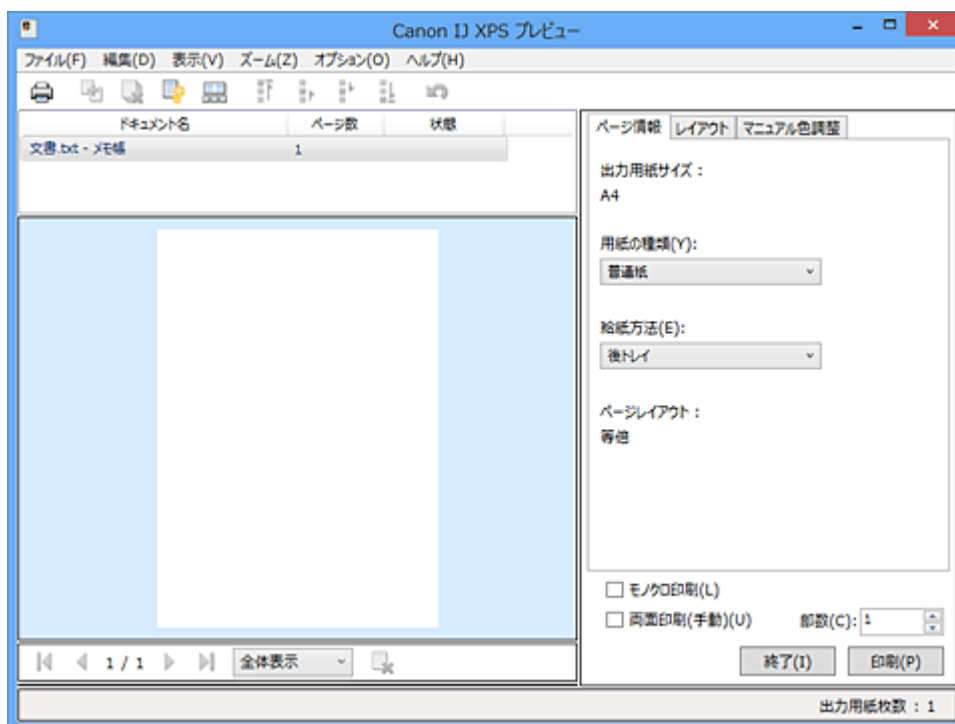 Canon IJ XPS プレビュー
ファイル(F) 編集(D) 表示(V) ズーム(Z) オプション(O) ヘルプ(H)
ドキュメント名 ページ数 状態
文書.txt - メモ帳 1
ページ情報 レイアウト マニュアル色調整
出力用紙サイズ :
A4
用紙の種類(Y):
普通紙
給紙方法(E):
後トレイ
ページレイアウト :
等倍
モノクロ印刷(L)
両面印刷(手動)(U) 部数(C): 1
1 / 1 全体表示
終了(I) 印刷(P)
出力用紙枚数 : 1